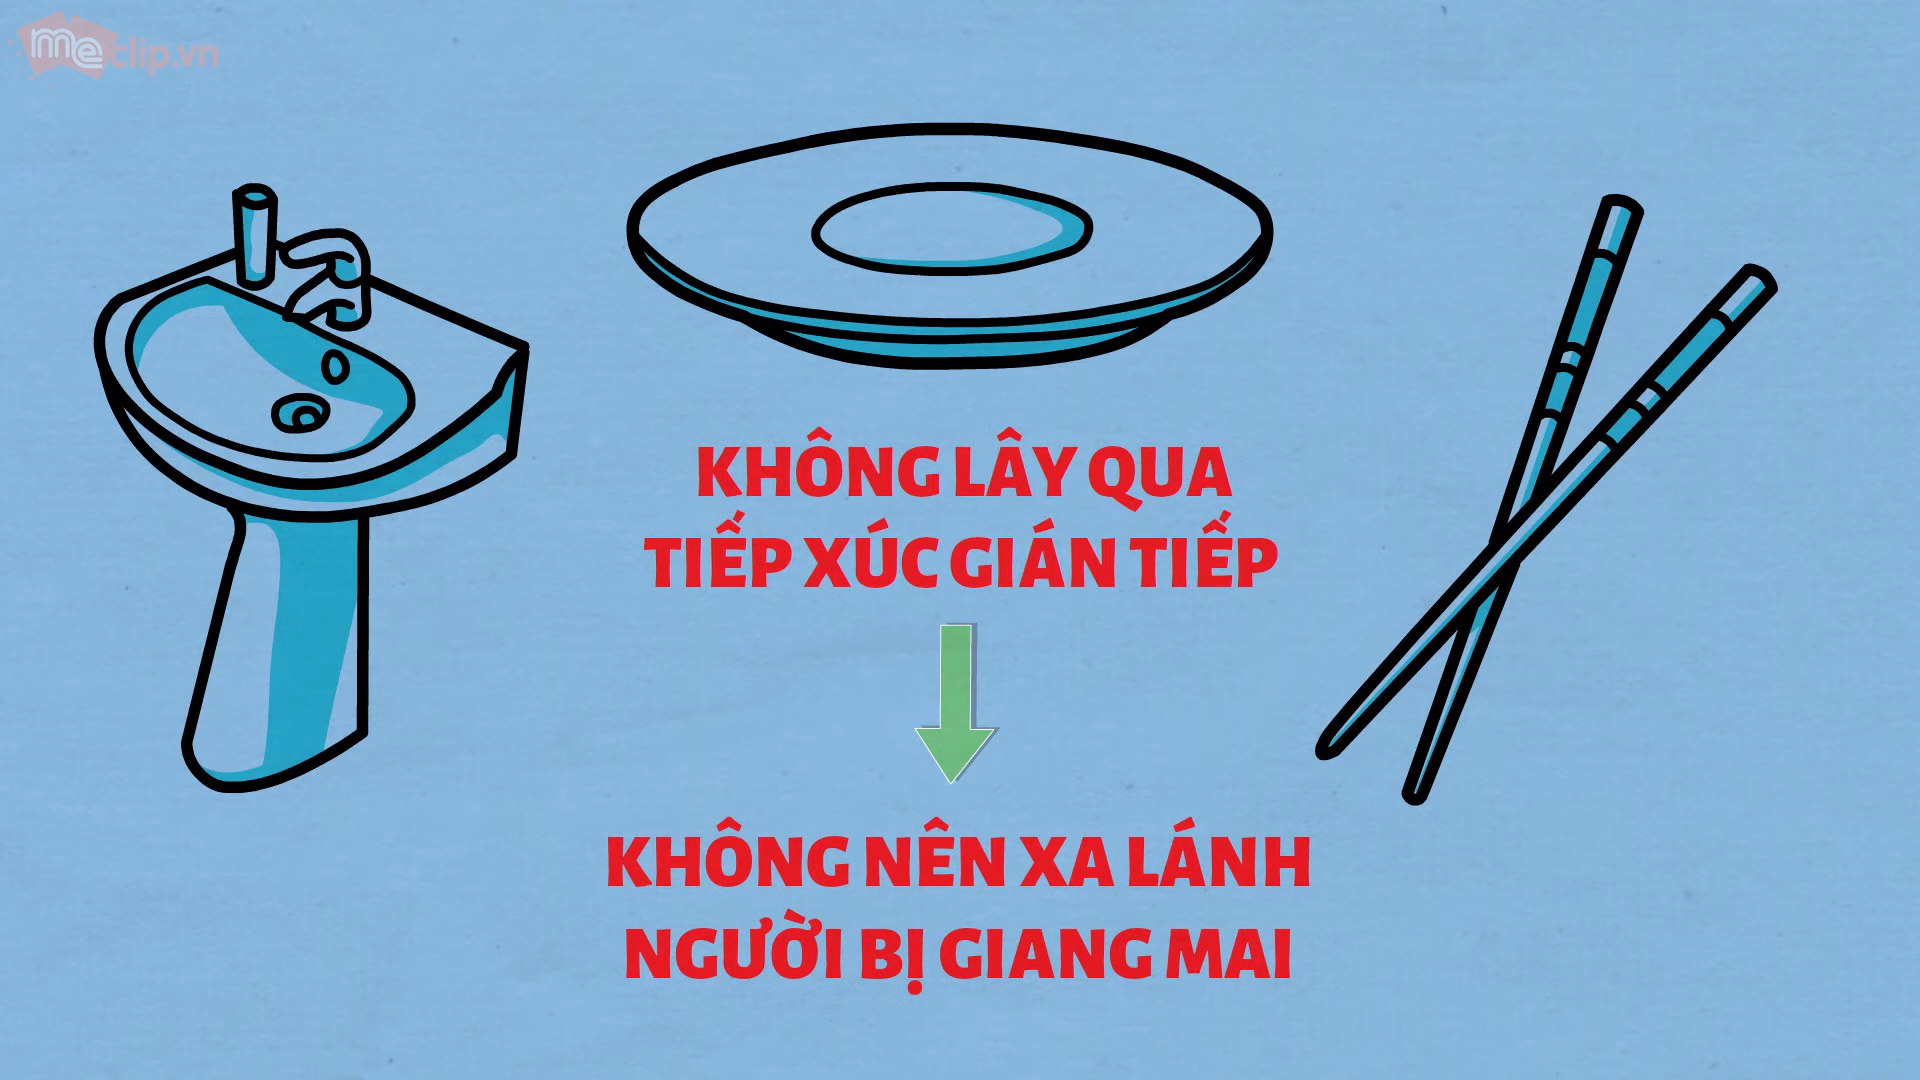 meclip.vn
KHÔNG LÂY QUA
TIẾP XÚC GIÁN TIẾP
KHÔNG NÊN XA LÁNH
NGƯỜI BỊ GIANG MAI